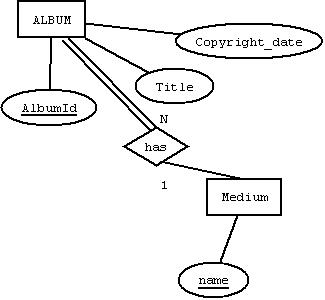 ALBUM
Copyright_date
Title
AlbumId
N
has
1
Medium
name